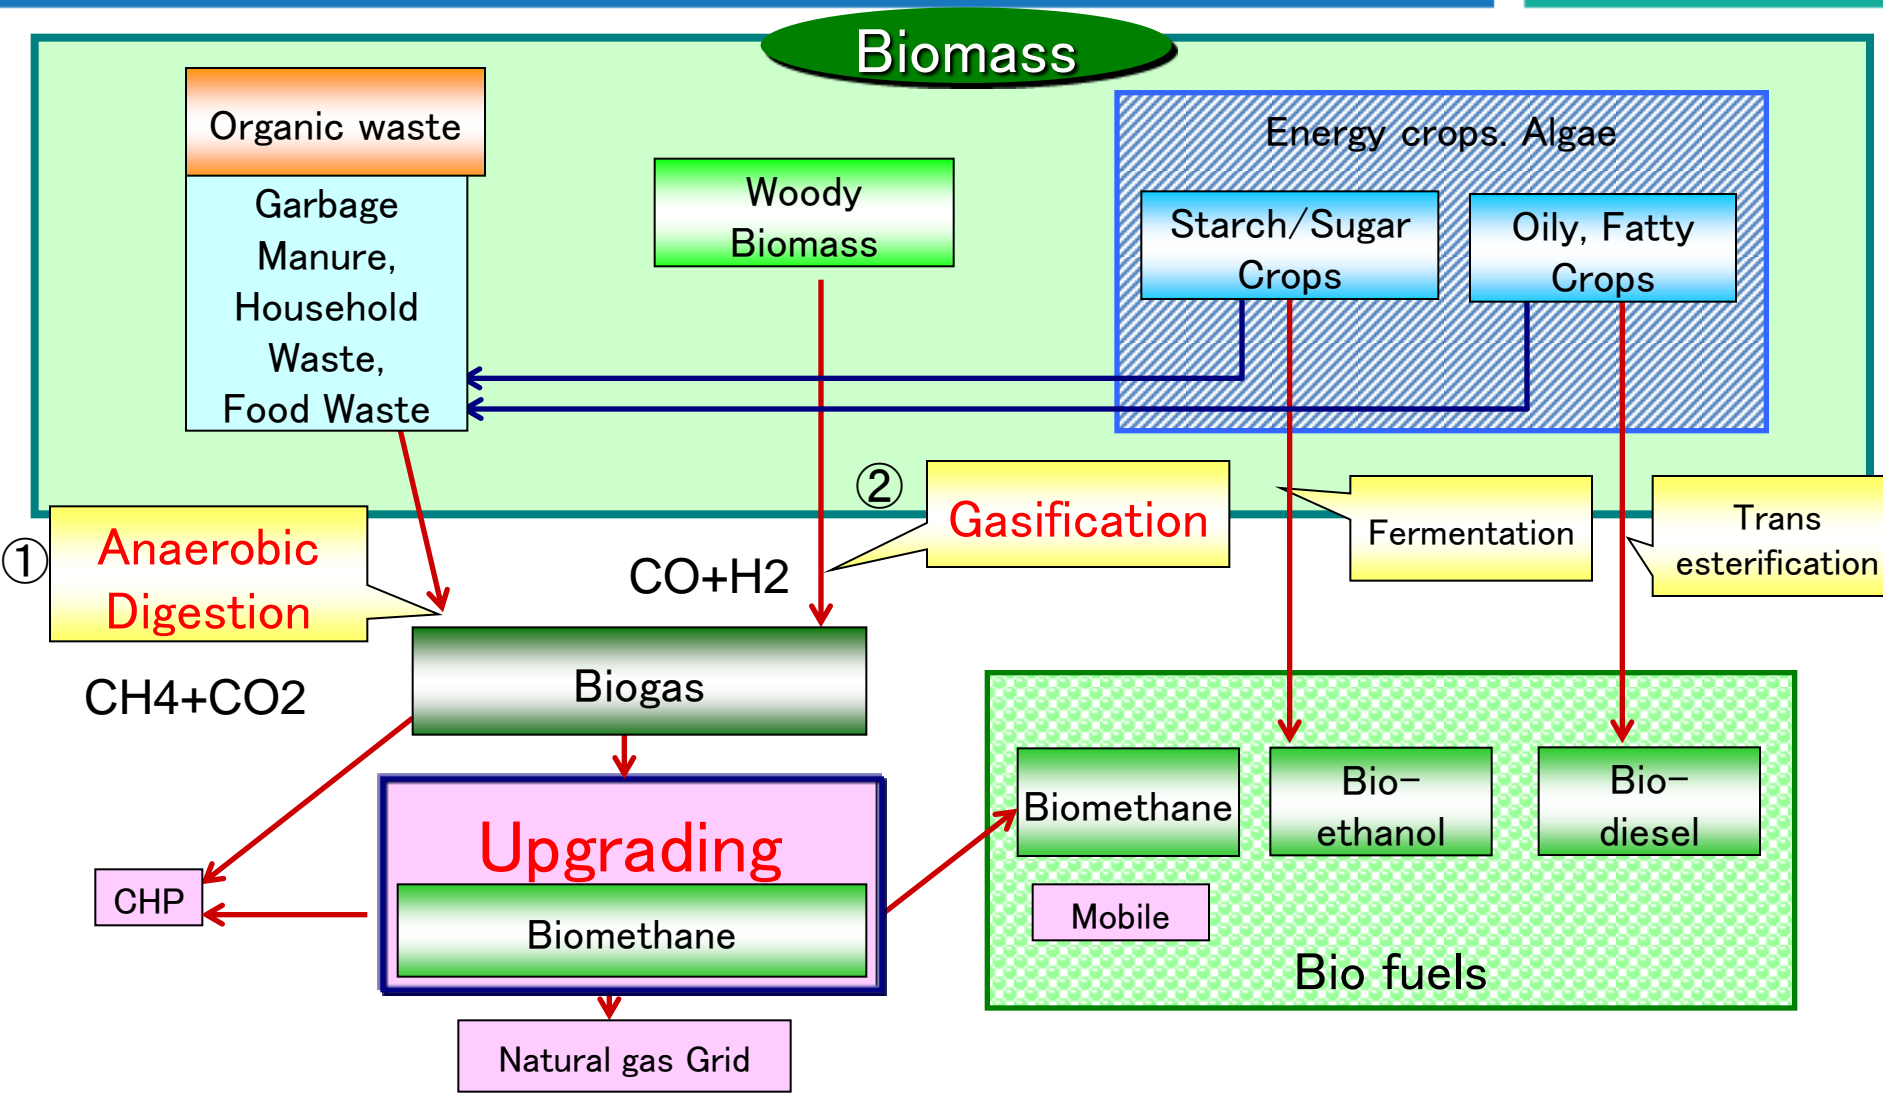 Biomass
Organic waste
Garbage
Manure,
Household
Waste,
Food Waste
Woody
Biomass
Energy crops. Algae
Starch/Sugar
Crops
Oily, Fatty
Crops
①
Anaerobic
Digestion
②
Gasification
Fermentation
Trans
esterification
CO+H2
CH4+CO2
Biogas
Upgrading
Biomethane
CHP
Natural gas Grid
Biomethane
Bio-
ethanol
Bio-
diesel
Mobile
Bio fuels